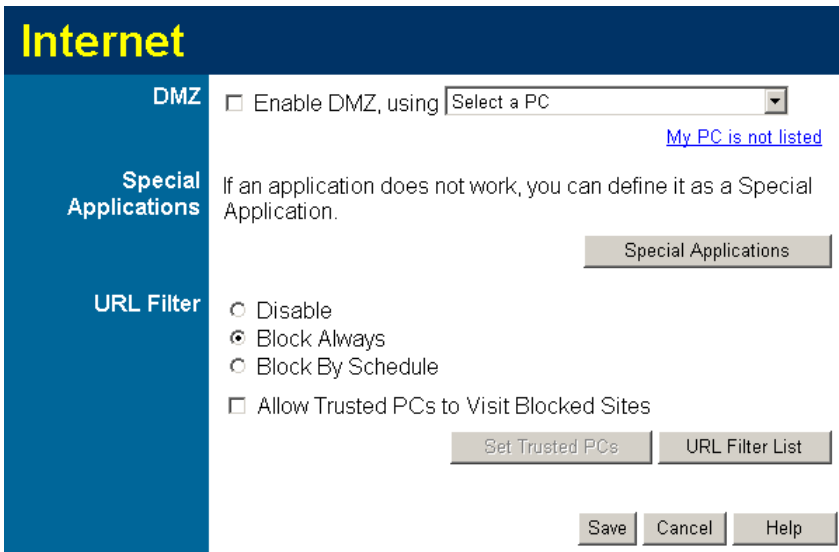 Internet
DMZ
Enable DMZ, using Select a PC
My PC is not listed
Special
Applications
If an application does not work, you can define it as a Special
Application.
Special Applications
URL Filter
Disable
Block Always
Block By Schedule
Allow Trusted PCs to Visit Blocked Sites
Set Trusted PCs URL Filter List
Save Cancel Help